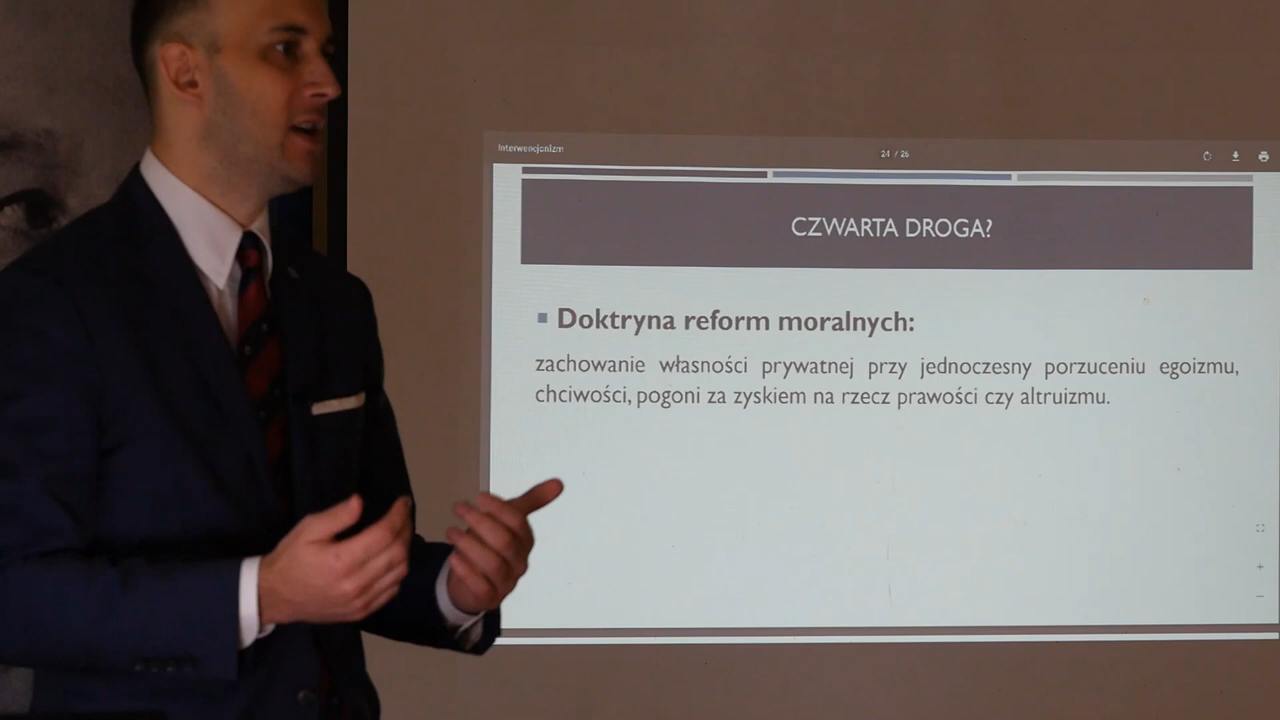 Interwencjonizm
24 / 26
CZWARTA DROGA?
Doktryna reform moralnych:
zachowanie własności prywatnej przy jednoczesny porzuceniu egoizmu,
chciwości, pogoni za zyskiem na rzecz prawości czy altruizmu.